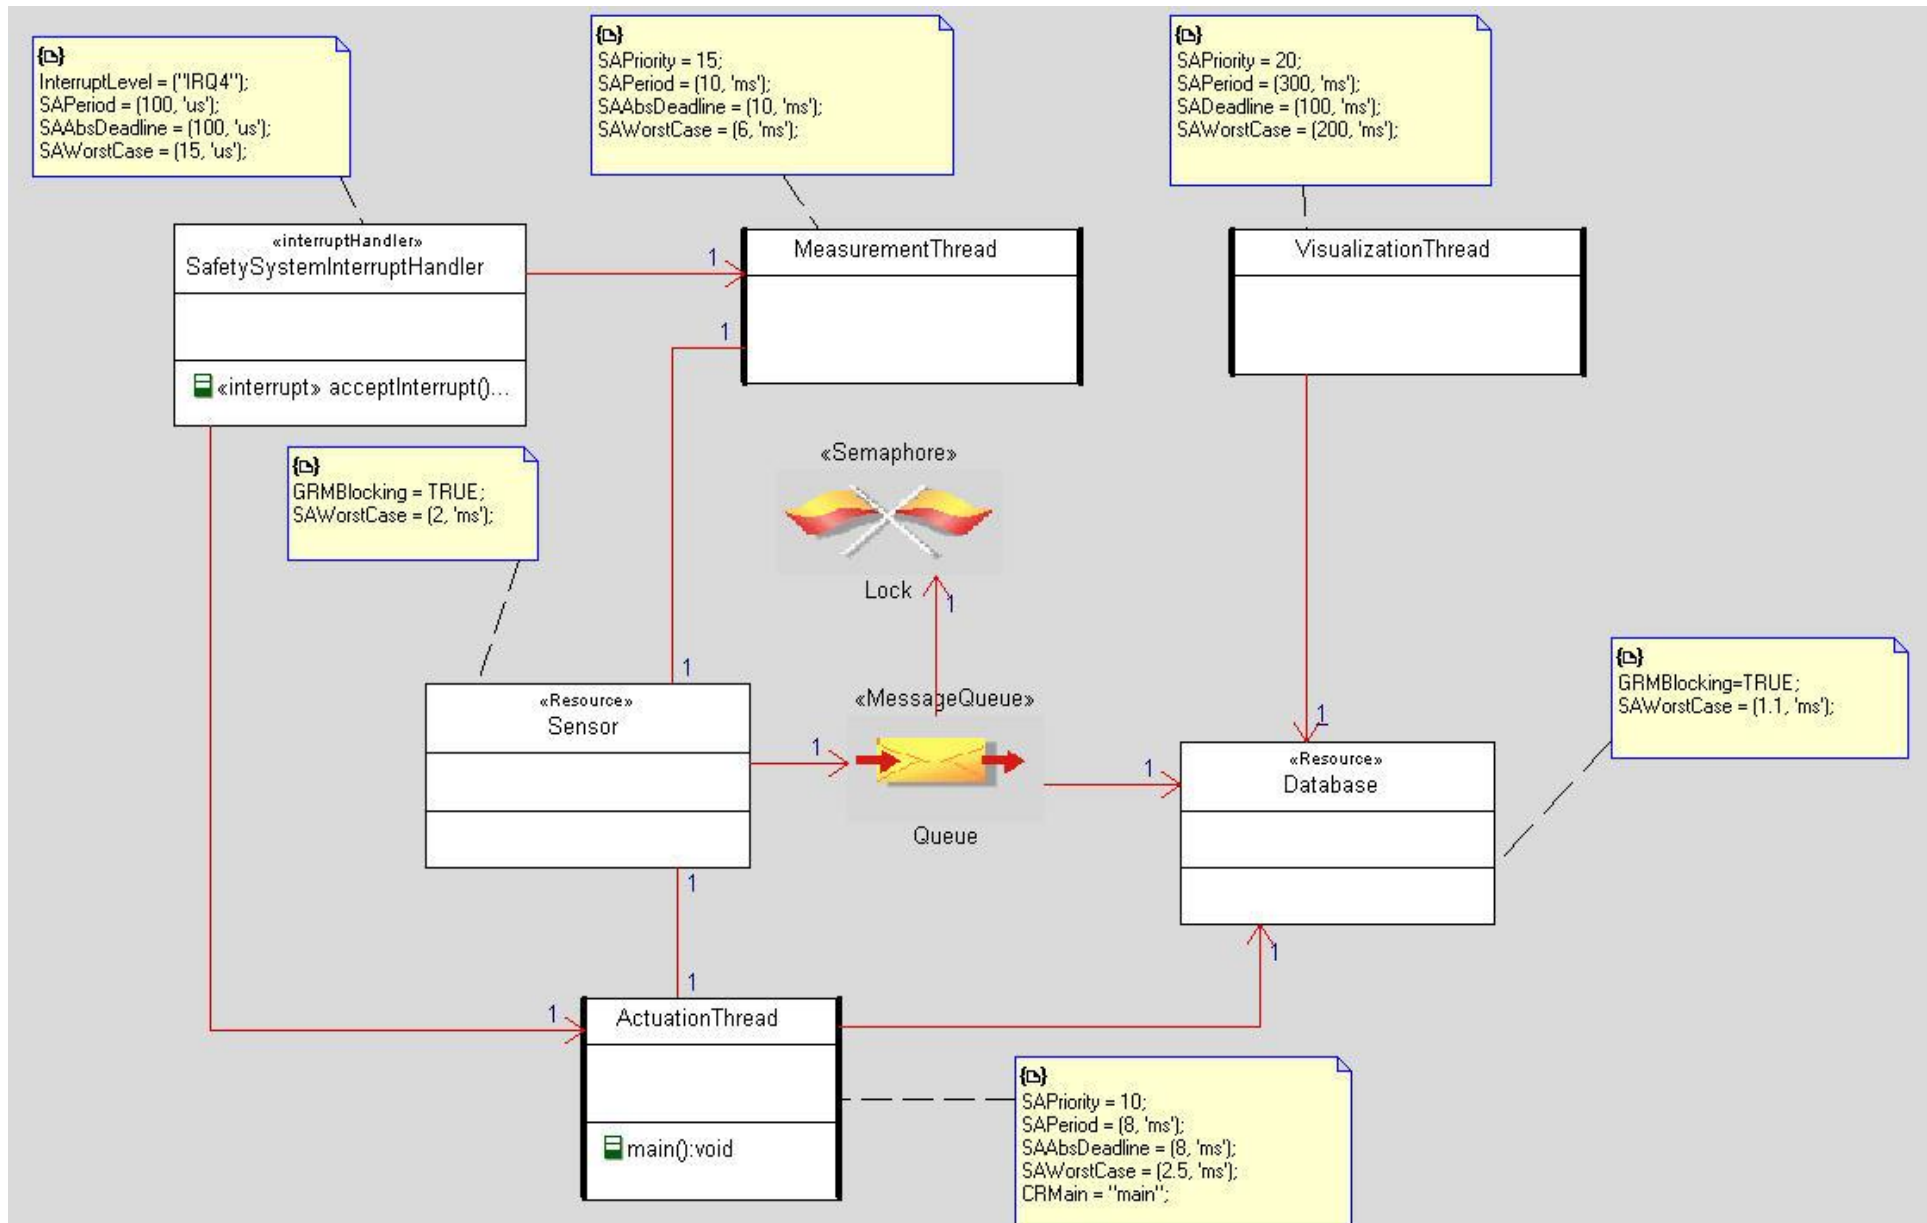 InterruptLevel = ("IRQ4");
SAPeriod = (100, 'us');
SAAbsDeadline = (100, 'us');
SAWorstCase = (15, 'us');
SAPriority = 15;
SAPeriod = (10, 'ms');
SAAbsDeadline = (10, 'ms');
SAWorstCase = (6, 'ms');
SAPriority = 20;
SAPeriod = (300, 'ms');
SADeadline = (100, 'ms');
SAWorstCase = (200, 'ms');
«interruptHandler»
SafetySystemInterruptHandler
«interrupt» acceptInterrupt()...
1
MeasurementThread
1
VisualizationThread
GRMBlocking = TRUE;
SAWorstCase = (2, 'ms');
«Semaphore»
Lock
1
1
«Resource»
Sensor
1
«MessageQueue»
Queue
1
1
«Resource»
Database
GRMBlocking=TRUE;
SAWorstCase = (1.1, 'ms');
1
1
1
1
ActuationThread
main():void
SAPriority = 10;
SAPeriod = (8, 'ms');
SAAbsDeadline = (8, 'ms');
SAWorstCase = (2.5, 'ms');
CRMain = "main";